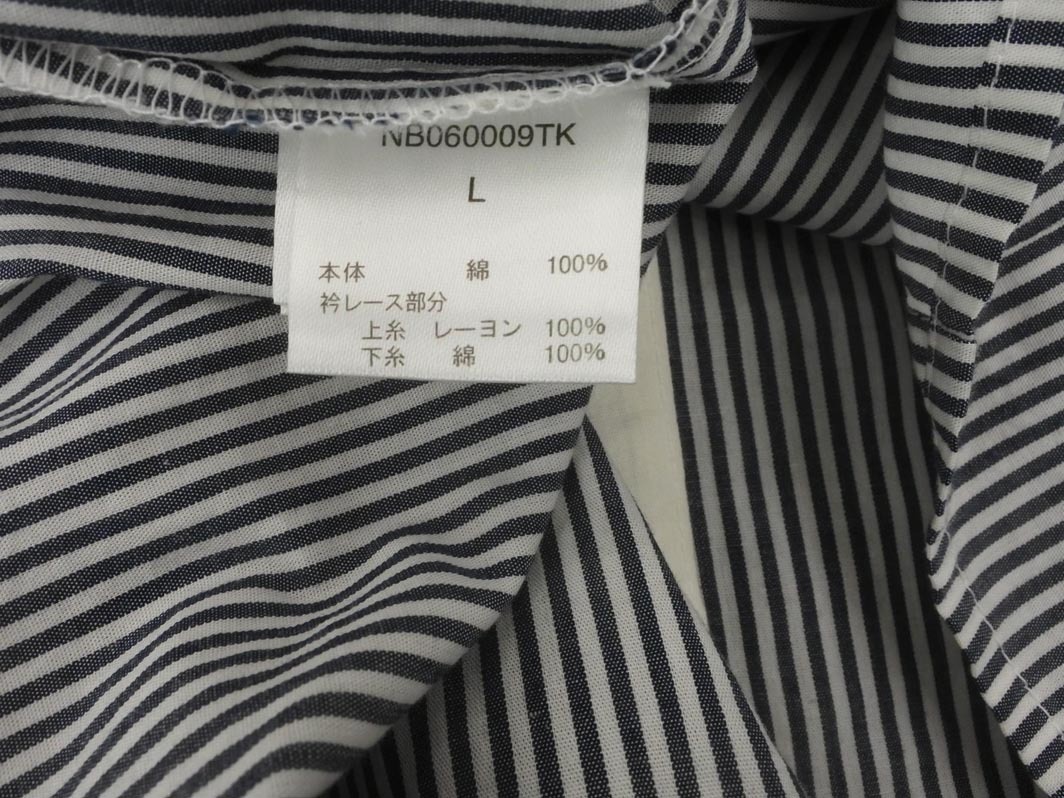 NB060009TK
L
本体 綿 100%
衿レース部分
上糸 レーヨン 100%
下糸 綿 100%